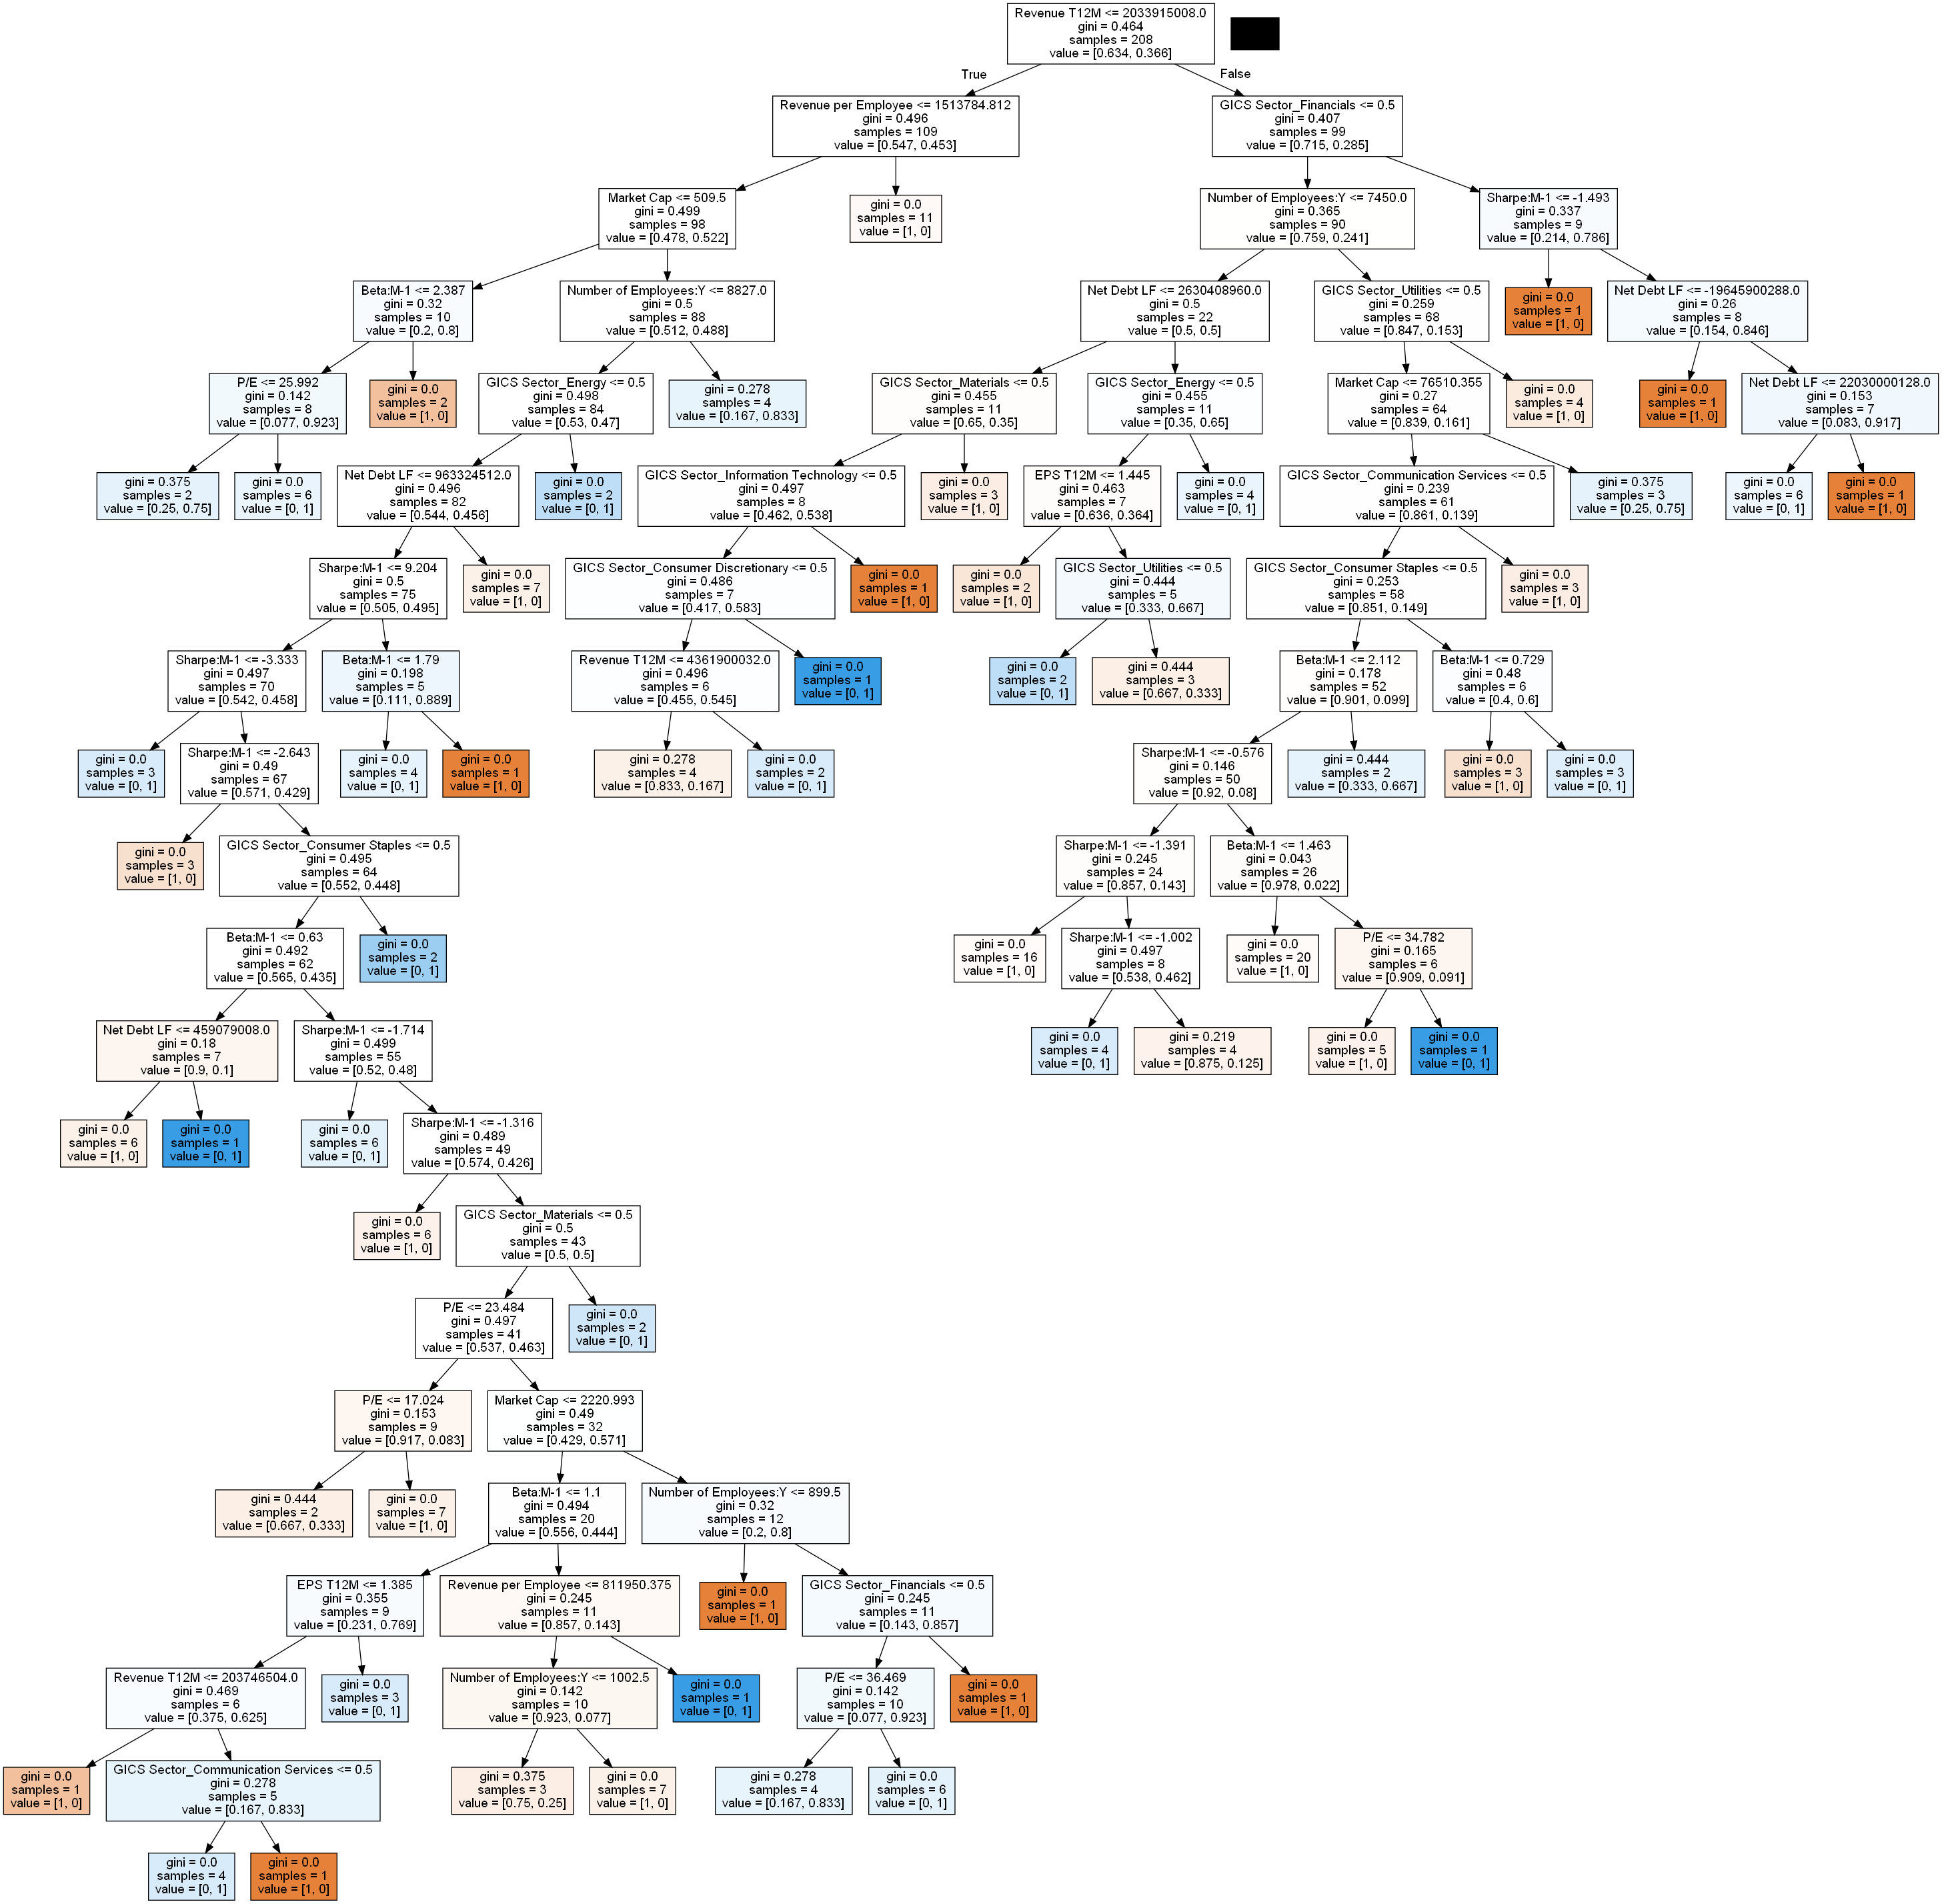 Revenue T12M <= 2033915008.0
gini = 0.464
samples = 208
value = [0.634, 0.366]
True
False
Revenue per Employee <= 1513784.812
gini = 0.496
samples = 109
value = [0.547, 0.453]
GICS Sector_Financials <= 0.5
gini = 0.407
samples = 99
value = [0.715, 0.285]
Market Cap <= 509.5
gini = 0.499
samples = 98
value = [0.478, 0.522]
gini = 0.0
samples = 11
value = [1, 0]
Number of Employees:Y <= 7450.0
gini = 0.365
samples = 90
value = [0.759, 0.241]
Sharpe:M-1 <= -1.493
gini = 0.337
samples = 9
value = [0.214, 0.786]
Beta:M-1 <= 2.387
gini = 0.32
samples = 10
value = [0.2, 0.8]
Number of Employees:Y <= 8827.0
gini = 0.5
samples = 88
value = [0.512, 0.488]
Net Debt LF <= 2630408960.0
gini = 0.5
samples = 22
value = [0.5, 0.5]
GICS Sector_Utilities <= 0.5
gini = 0.259
samples = 68
value = [0.847, 0.153]
gini = 0.0
samples = 1
value = [1, 0]
Net Debt LF <= -19645900288.0
gini = 0.26
samples = 8
value = [0.154, 0.846]
P/E <= 25.992
gini = 0.142
samples = 8
value = [0.077, 0.923]
gini = 0.0
samples = 2
value = [1, 0]
GICS Sector_Energy <= 0.5
gini = 0.498
samples = 84
value = [0.53, 0.47]
gini = 0.278
samples = 4
value = [0.167, 0.833]
GICS Sector_Materials <= 0.5
gini = 0.455
samples = 11
value = [0.65, 0.35]
GICS Sector_Energy <= 0.5
gini = 0.455
samples = 11
value = [0.35, 0.65]
Market Cap <= 76510.355
gini = 0.27
samples = 64
value = [0.839, 0.161]
gini = 0.0
samples = 4
value = [1, 0]
gini = 0.0
samples = 1
value = [1, 0]
Net Debt LF <= 22030000128.0
gini = 0.153
samples = 7
value = [0.083, 0.917]
gini = 0.375
samples = 2
value = [0.25, 0.75]
gini = 0.0
samples = 6
value = [0, 1]
Net Debt LF <= 963324512.0
gini = 0.496
samples = 82
value = [0.544, 0.456]
gini = 0.0
samples = 2
value = [0, 1]
GICS Sector_Information Technology <= 0.5
gini = 0.497
samples = 8
value = [0.462, 0.538]
gini = 0.0
samples = 3
value = [1, 0]
EPS T12M <= 1.445
gini = 0.463
samples = 7
value = [0.636, 0.364]
gini = 0.0
samples = 4
value = [0, 1]
GICS Sector_Communication Services <= 0.5
gini = 0.239
samples = 61
value = [0.861, 0.139]
gini = 0.375
samples = 3
value = [0.25, 0.75]
gini = 0.0
samples = 6
value = [0, 1]
gini = 0.0
samples = 1
value = [1, 0]
Sharpe:M-1 <= 9.204
gini = 0.5
samples = 75
value = [0.505, 0.495]
gini = 0.0
samples = 7
value = [1, 0]
GICS Sector_Consumer Discretionary <= 0.5
gini = 0.486
samples = 7
value = [0.417, 0.583]
gini = 0.0
samples = 1
value = [1, 0]
gini = 0.0
samples = 2
value = [1, 0]
GICS Sector_Utilities <= 0.5
gini = 0.444
samples = 5
value = [0.333, 0.667]
GICS Sector_Consumer Staples <= 0.5
gini = 0.253
samples = 58
value = [0.851, 0.149]
gini = 0.0
samples = 3
value = [1, 0]
Sharpe:M-1 <= -3.333
gini = 0.497
samples = 70
value = [0.542, 0.458]
Beta:M-1 <= 1.79
gini = 0.198
samples = 5
value = [0.111, 0.889]
Revenue T12M <= 4361900032.0
gini = 0.496
samples = 6
value = [0.455, 0.545]
gini = 0.0
samples = 1
value = [0, 1]
gini = 0.0
samples = 2
value = [0, 1]
gini = 0.444
samples = 3
value = [0.667, 0.333]
Beta:M-1 <= 2.112
gini = 0.178
samples = 52
value = [0.901, 0.099]
Beta:M-1 <= 0.729
gini = 0.48
samples = 6
value = [0.4, 0.6]
gini = 0.0
samples = 3
value = [0, 1]
Sharpe:M-1 <= -2.643
gini = 0.49
samples = 67
value = [0.571, 0.429]
gini = 0.0
samples = 4
value = [0, 1]
gini = 0.0
samples = 1
value = [1, 0]
gini = 0.278
samples = 4
value = [0.833, 0.167]
gini = 0.0
samples = 2
value = [0, 1]
Sharpe:M-1 <= -0.576
gini = 0.146
samples = 50
value = [0.92, 0.08]
gini = 0.444
samples = 2
value = [0.333, 0.667]
gini = 0.0
samples = 3
value = [1, 0]
gini = 0.0
samples = 3
value = [0, 1]
gini = 0.0
samples = 3
value = [1, 0]
GICS Sector_Consumer Staples <= 0.5
gini = 0.495
samples = 64
value = [0.552, 0.448]
Sharpe:M-1 <= -1.391
gini = 0.245
samples = 24
value = [0.857, 0.143]
Beta:M-1 <= 1.463
gini = 0.043
samples = 26
value = [0.978, 0.022]
Beta:M-1 <= 0.63
gini = 0.492
samples = 62
value = [0.565, 0.435]
gini = 0.0
samples = 2
value = [0, 1]
gini = 0.0
samples = 16
value = [1, 0]
Sharpe:M-1 <= -1.002
gini = 0.497
samples = 8
value = [0.538, 0.462]
gini = 0.0
samples = 20
value = [1, 0]
P/E <= 34.782
gini = 0.165
samples = 6
value = [0.909, 0.091]
Net Debt LF <= 459079008.0
gini = 0.18
samples = 7
value = [0.9, 0.1]
Sharpe:M-1 <= -1.714
gini = 0.499
samples = 55
value = [0.52, 0.48]
gini = 0.0
samples = 4
value = [0, 1]
gini = 0.219
samples = 4
value = [0.875, 0.125]
gini = 0.0
samples = 5
value = [1, 0]
gini = 0.0
samples = 1
value = [0, 1]
gini = 0.0
samples = 6
value = [1, 0]
gini = 0.0
samples = 1
value = [0, 1]
gini = 0.0
samples = 6
value = [0, 1]
Sharpe:M-1 <= -1.316
gini = 0.489
samples = 49
value = [0.574, 0.426]
gini = 0.0
samples = 6
value = [1, 0]
GICS Sector_Materials <= 0.5
gini = 0.5
samples = 43
value = [0.5, 0.5]
P/E <= 23.484
gini = 0.497
samples = 41
value = [0.537, 0.463]
gini = 0.0
samples = 2
value = [0, 1]
P/E <= 17.024
gini = 0.153
samples = 9
value = [0.917, 0.083]
Market Cap <= 2220.993
gini = 0.49
samples = 32
value = [0.429, 0.571]
gini = 0.444
samples = 2
value = [0.667, 0.333]
gini = 0.0
samples = 7
value = [1, 0]
Beta:M-1 <= 1.1
gini = 0.494
samples = 20
value = [0.556, 0.444]
Number of Employees:Y <= 899.5
gini = 0.32
samples = 12
value = [0.2, 0.8]
EPS T12M <= 1.385
gini = 0.355
samples = 9
value = [0.231, 0.769]
Revenue per Employee <= 811950.375
gini = 0.245
samples = 11
value = [0.857, 0.143]
gini = 0.0
samples = 1
value = [1, 0]
GICS Sector_Financials <= 0.5
gini = 0.245
samples = 11
value = [0.143, 0.857]
Revenue T12M <= 203746504.0
gini = 0.469
samples = 6
value = [0.375, 0.625]
gini = 0.0
samples = 3
value = [0, 1]
Number of Employees:Y <= 1002.5
gini = 0.142
samples = 10
value = [0.923, 0.077]
gini = 0.0
samples = 1
value = [0, 1]
P/E <= 36.469
gini = 0.142
samples = 10
value = [0.077, 0.923]
gini = 0.0
samples = 1
value = [1, 0]
gini = 0.0
samples = 1
value = [1, 0]
GICS Sector_Communication Services <= 0.5
gini = 0.278
samples = 5
value = [0.167, 0.833]
gini = 0.375
samples = 3
value = [0.75, 0.25]
gini = 0.0
samples = 7
value = [1, 0]
gini = 0.278
samples = 4
value = [0.167, 0.833]
gini = 0.0
samples = 6
value = [0, 1]
gini = 0.0
samples = 4
value = [0, 1]
gini = 0.0
samples = 1
value = [1, 0]